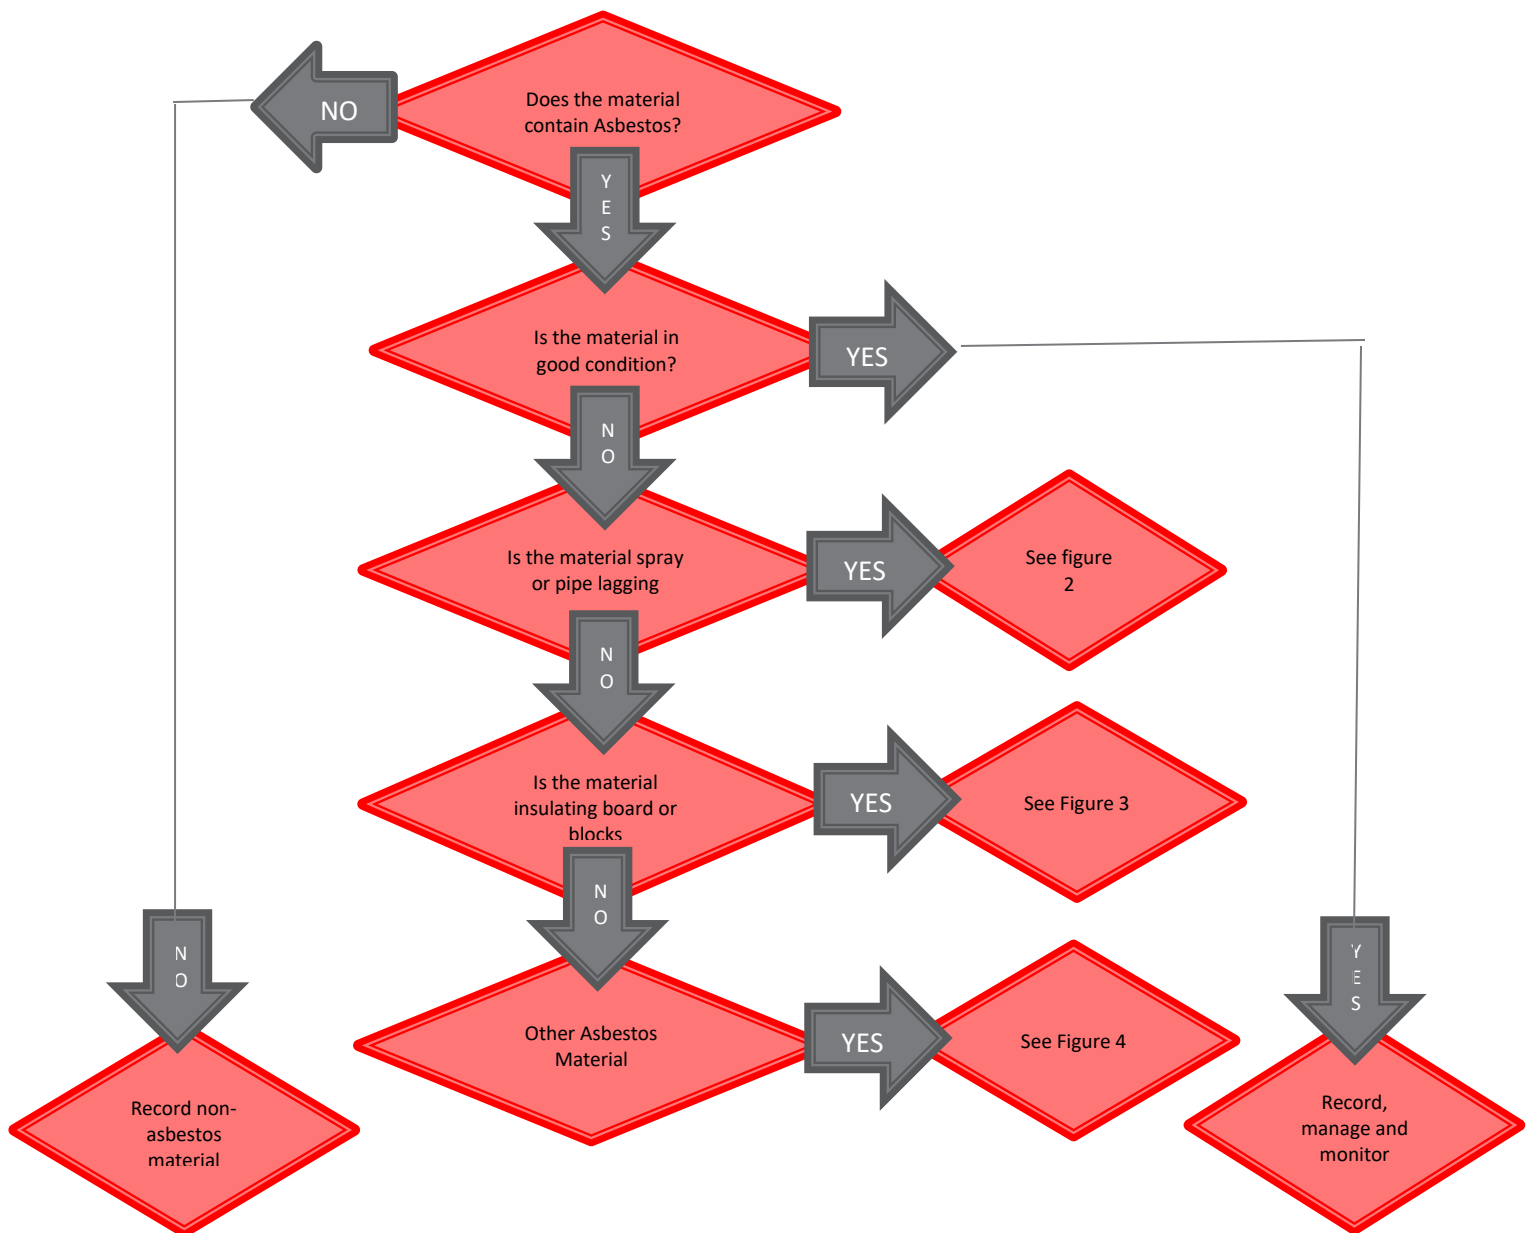 Does the material
contain Asbestos?
NO
Y
E
S
Is the material in
good condition?
YES
N
O
Is the material spray
or pipe lagging
YES
See figure
2
N
O
Is the material
insulating board or
blocks
YES
See Figure 3
N
O
Other Asbestos
Material
YES
See Figure 4
N
O
Record non-
asbestos
material
Y
E
S
Record,
manage and
monitor